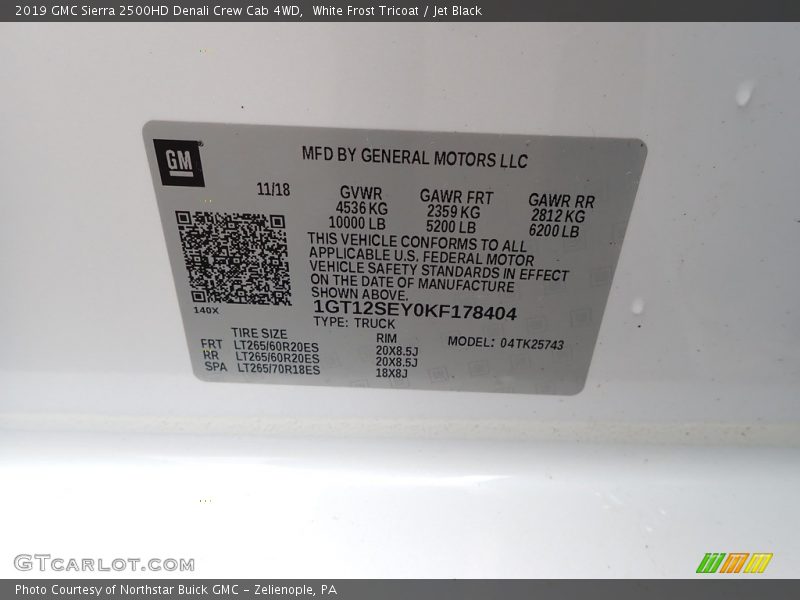 2019 GMC Sierra 2500HD Denali Crew Cab 4WD, White Frost Tricoat / Jet Black
GM
MFD BY GENERAL MOTORS LLC
11/18 GVWR GAWR FRT GAWR RR
4536 KG 2359 KG 2812 KG
10000 LB 5200 LB 6200 LB
THIS VEHICLE CONFORMS TO ALL
APPLICABLE U.S. FEDERAL MOTOR
VEHICLE SAFETY STANDARDS IN EFFECT
ON THE DATE OF MANUFACTURE
SHOWN ABOVE.
140X
1GT12SEY0KF178404
TYPE: TRUCK
TIRE SIZE RIM MODEL: 04TK25743
FRT LT265/60R20ES 20X8.5J
RR LT265/60R20ES 20X8.5J
SPA LT265/70R18ES 18X8J
GTCARLOT.COM
Photo Courtesy of Northstar Buick GMC - Zelienople, PA